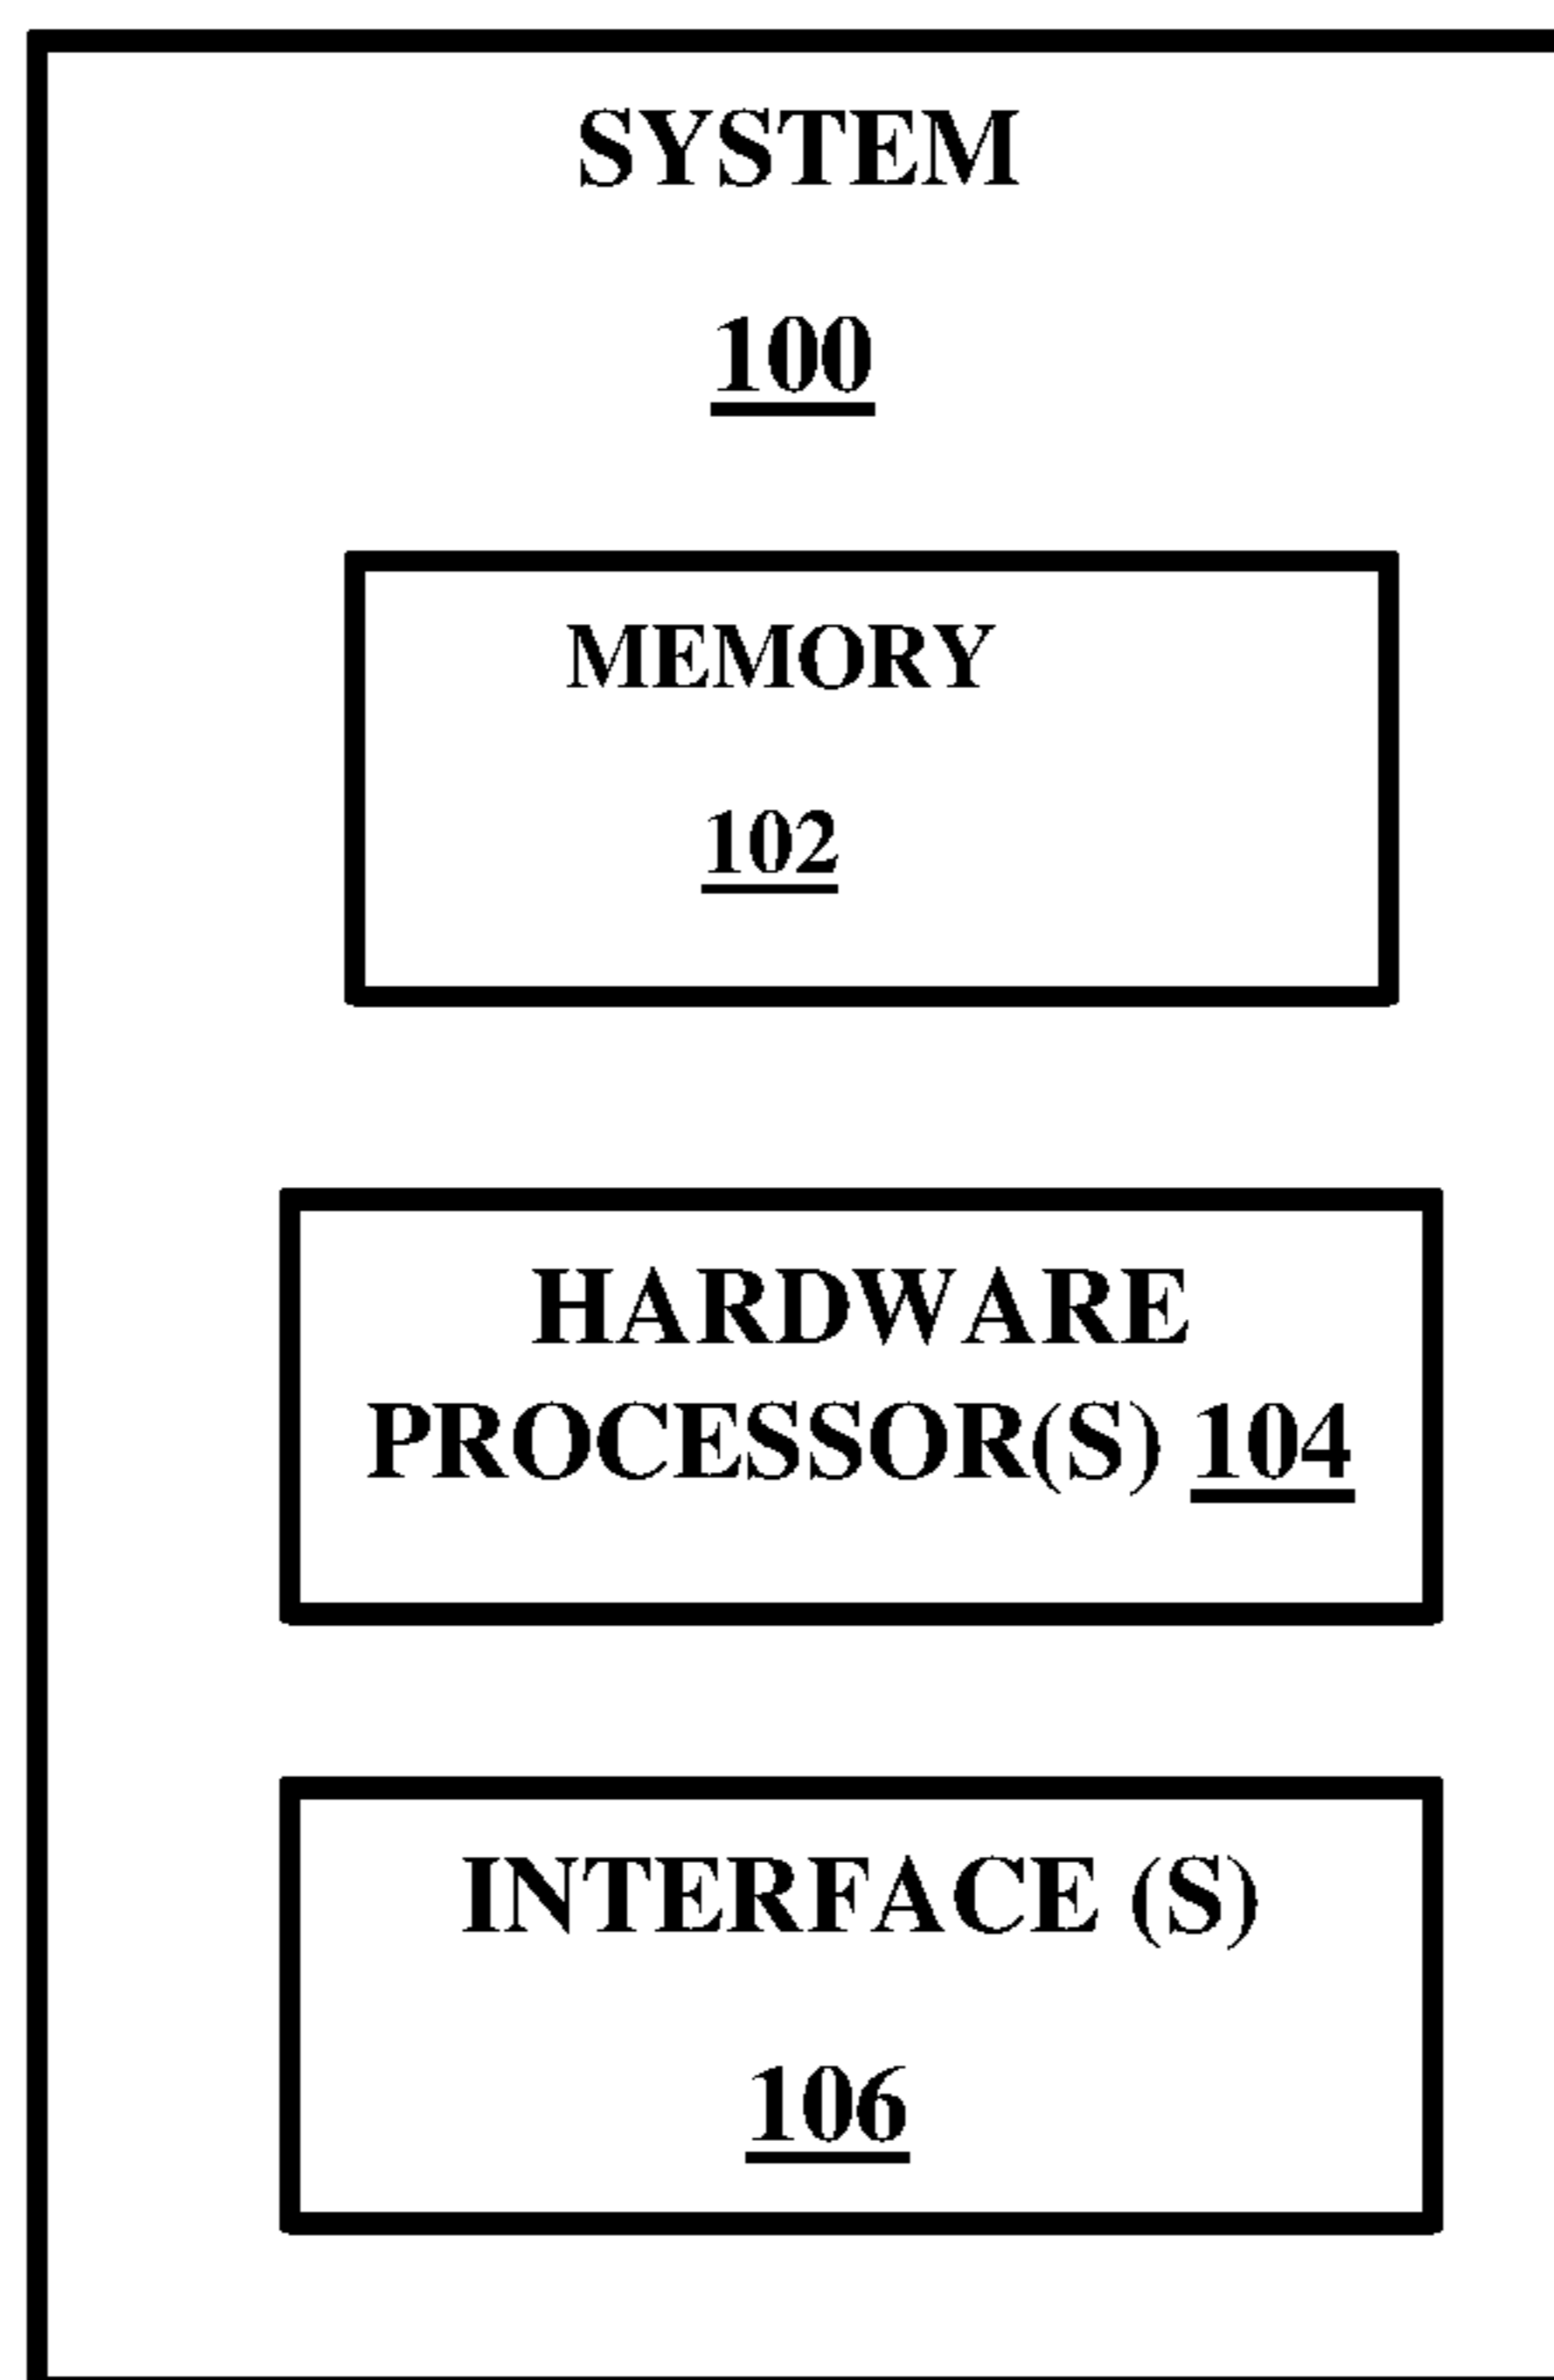 SYSTEM
100
MEMORY
102
HARDWARE
PROCESSOR(S) 104
INTERFACE (S)
106